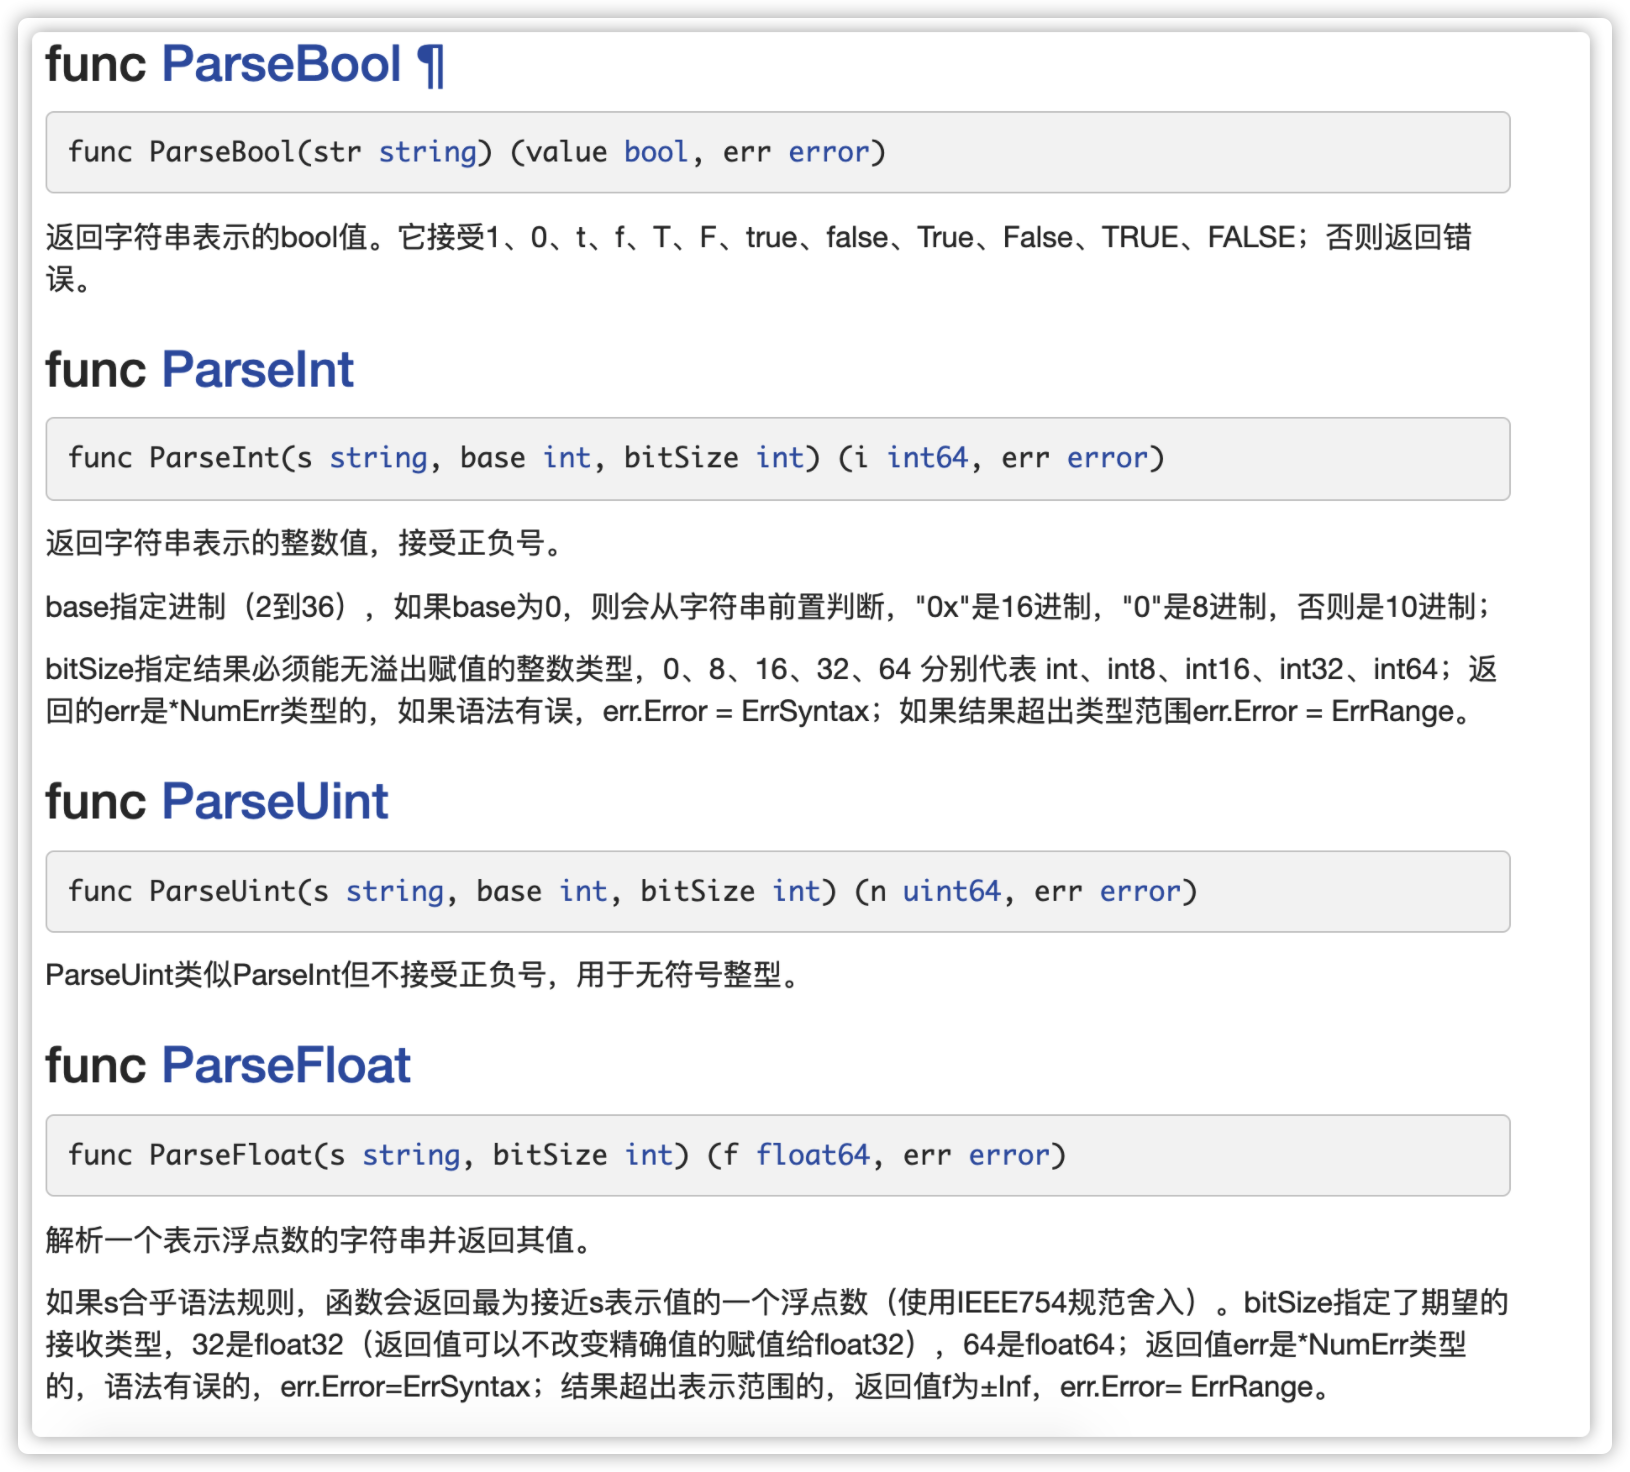 func ParseBool ¶
func ParseBool(str string) (value bool, err error)
返回字符串表示的bool值。它接受1、0、t、f、T、F、true、false、True、False、TRUE、FALSE；否则返回错
误。
func ParseInt
func ParseInt(s string, base int, bitSize int) (i int64, err error)
返回字符串表示的整数值，接受正负号。
base指定进制（2到36），如果base为0，则会从字符串前置判断，"0x"是16进制，"0"是8进制，否则是10进制；
bitSize指定结果必须能无溢出赋值的整数类型，0、8、16、32、64 分别代表 int、int8、int16、int32、int64；返
回的err是*NumErr类型的，如果语法有误，err.Error = ErrSyntax；如果结果超出类型范围err.Error = ErrRange。
func ParseUint
func ParseUint(s string, base int, bitSize int) (n uint64, err error)
ParseUint类似ParseInt但不接受正负号，用于无符号整型。
func ParseFloat
func ParseFloat(s string, bitSize int) (f float64, err error)
解析一个表示浮点数的字符串并返回其值。
如果s合乎语法规则，函数会返回最为接近s表示值的一个浮点数（使用IEEE754规范舍入）。bitSize指定了期望的
接收类型，32是float32（返回值可以不改变精确值的赋值给float32），64是float64；返回值err是*NumErr类型
的，语法有误的，err.Error=ErrSyntax；结果超出表示范围的，返回值f为±Inf，err.Error= ErrRange。